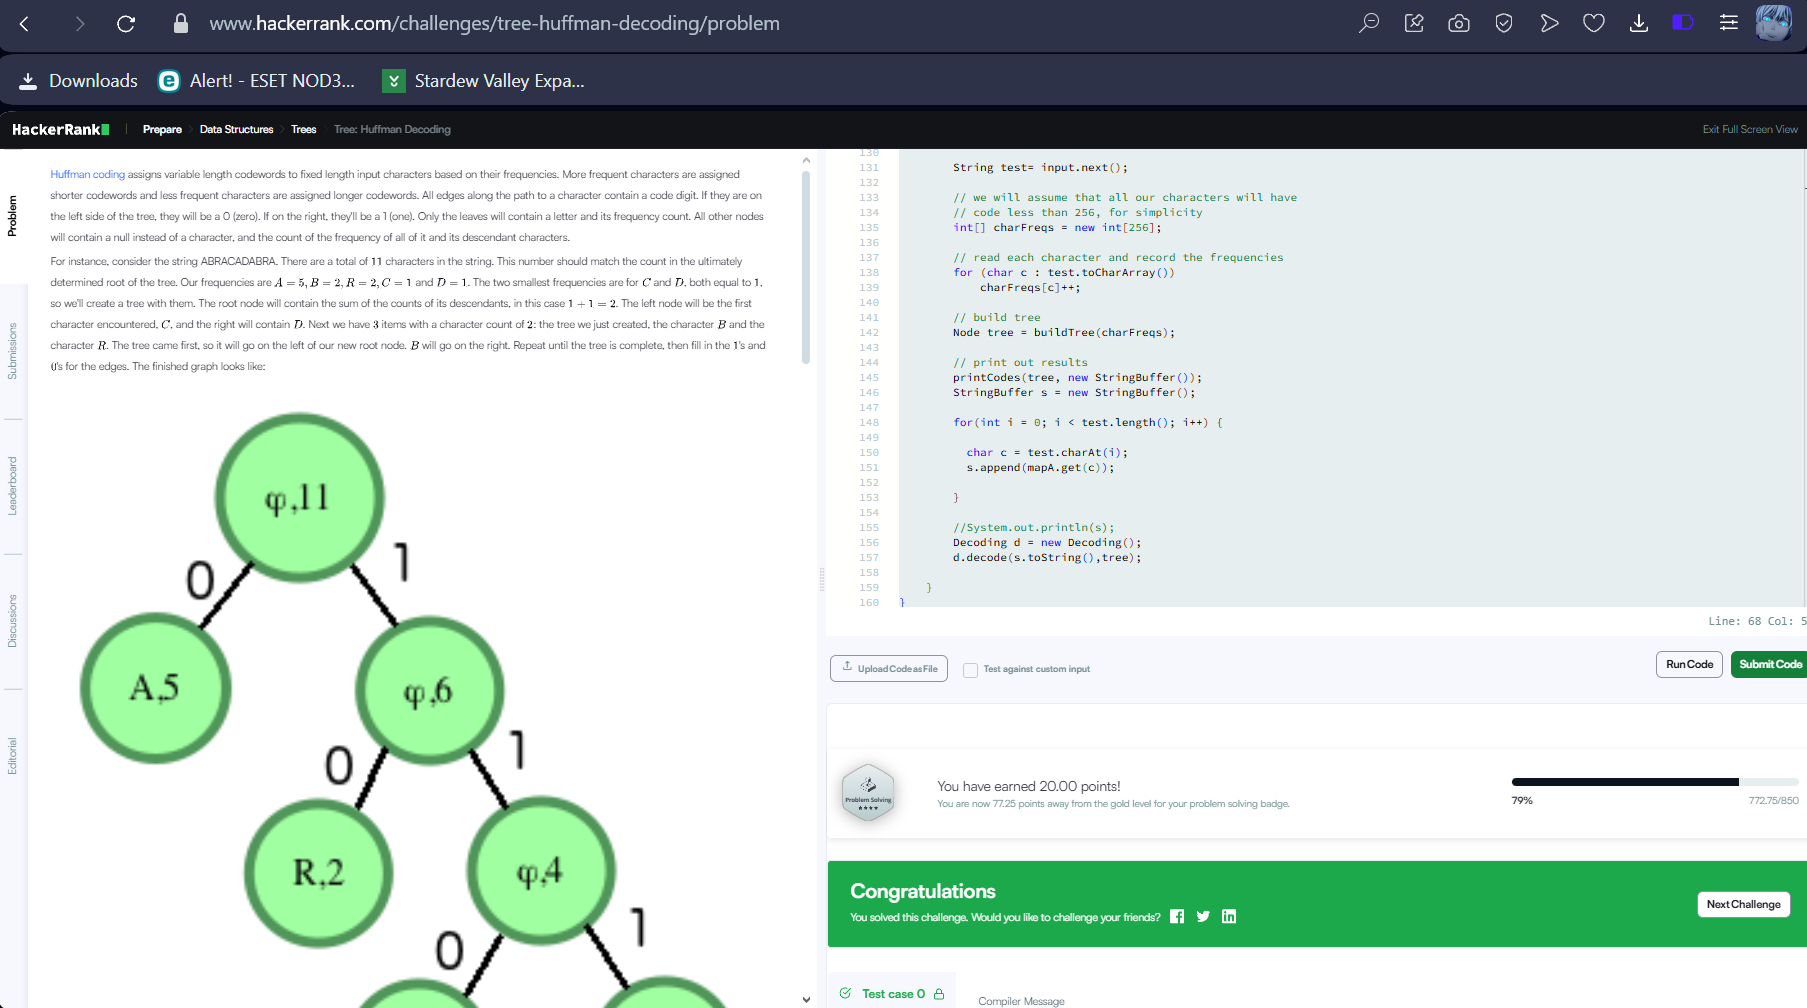 www.hackerrank.com/challenges/tree-huffman-decoding/problem
Downloads
Alert! - ESET NOD3...
Stardew Valley Expa...
HackerRank
Prepare
Data Structures
Trees
Tree: Huffman Decoding
Exit Full Screen View
Problem
Submissions
Leaderboard
Discussions
Editorial
Huffman coding assigns variable length codewords to fixed length input characters based on their frequencies. More frequent characters are assigned
shorter codewords and less frequent characters are assigned longer codewords. All edges along the path to a character contain a code digit. If they are on
the left side of the tree, they will be a 0 (zero). If on the right, they'll be a 1 (one). Only the leaves will contain a letter and its frequency count. All other nodes
will contain a null instead of a character, and the count of the frequency of all of it and its descendant characters.
For instance, consider the string ABRACADABRA. There are a total of 11 characters in the string. This number should match the count in the ultimately
determined root of the tree. Our frequencies are A = 5, B = 2, R = 2, C = 1 and D = 1. The two smallest frequencies are for C and D, both equal to 1,
so we'll create a tree with them. The root node will contain the sum of the counts of its descendants, in this case 1 + 1 = 2. The left node will be the first
character encountered, C, and the right will contain D. Next we have 3 items with a character count of 2: the tree we just created, the character B and the
character R. The tree came first, so it will go on the left of our new root node. B will go on the right. Repeat until the tree is complete, then fill in the 1's and
0's for the edges. The finished graph looks like:
φ,11
0
1
A,5
φ,6
0
1
R,2
φ,4
0
1
130
131 String test= input.next();
132
133 // we will assume that all our characters will have
134 // code less than 256, for simplicity
135 int[] charFreqs = new int[256];
136
137 // read each character and record the frequencies
138 for (char c : test.toCharArray())
139 charFreqs[c]++;
140
141 // build tree
142 Node tree = buildTree(charFreqs);
143
144 // print out results
145 printCodes(tree, new StringBuffer());
146 StringBuffer s = new StringBuffer();
147
148 for(int i = 0; i < test.length(); i++) {
149
150 char c = test.charAt(i);
151 s.append(mapA.get(c));
152
153 }
154
155 //System.out.println(s);
156 Decoding d = new Decoding();
157 d.decode(s.toString(),tree);
158
159 }
160 }
Line: 68 Col: 5
Upload Code as File
Test against custom input
Run Code
Submit Code
Problem Solving
You have earned 20.00 points!
You are now 77.25 points away from the gold level for your problem solving badge.
79%
772.75/850
Congratulations
You solved this challenge. Would you like to challenge your friends?
Next Challenge
Test case 0
Compiler Message